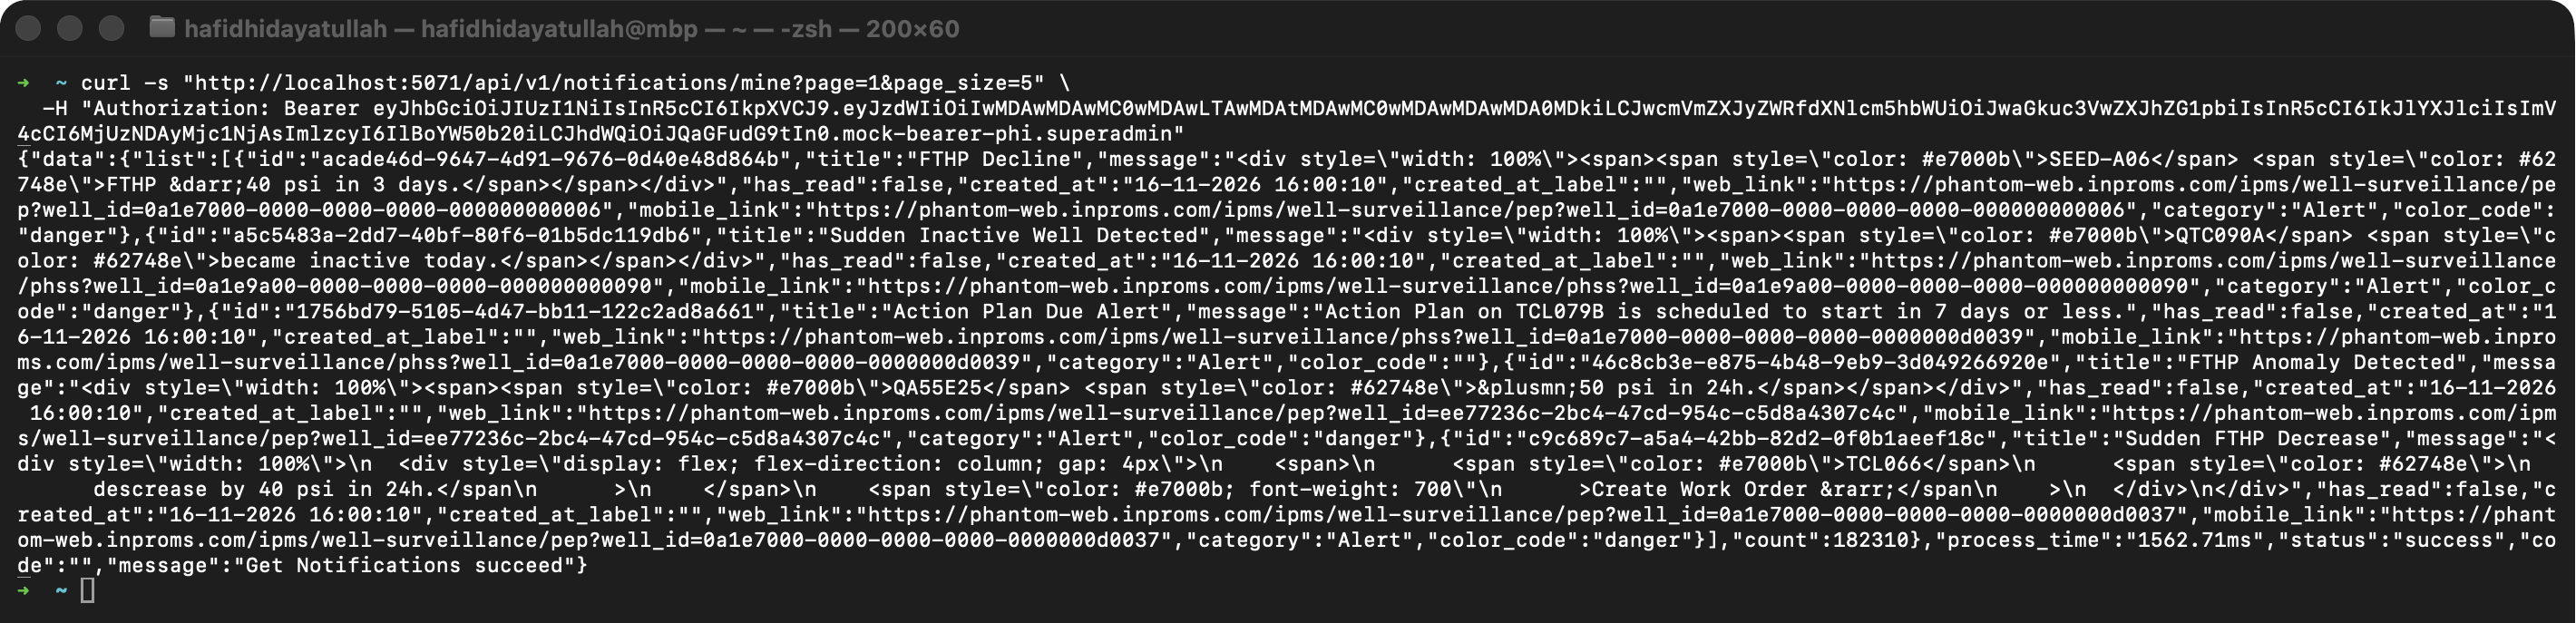 hafidhidayatullah — hafidhidayatullah@mbp — ~ — -zsh — 200×60
➜  ~ curl -s "http://localhost:5071/api/v1/notifications/mine?page=1&page_size=5" \
  -H "Authorization: Bearer eyJhbGciOiJIUzI1NiIsInR5cCI6IkpXVCJ9.eyJzdWIiOiIwMDAwMDAwMC0wMDAwLTAwMDAtMDAwMC0wMDAwMDAwMDA0MDkiLCJwcmVmZXJyZWRfdXNlcm5hbWUiOiJwaGkuc3VwZXJhZG1pbiIsInR5cCI6IkJlYXJlciIsImV
4cCI6MjUzNDAyMjc1NjAsImlzcyI6IlBoYW50b20iLCJhdWQiOiJQaGFudG9tIn0.mock-bearer-phi.superadmin"
{"data":{"list":[{"id":"acade46d-9647-4d91-9676-0d40e48d864b","title":"FTHP Decline","message":"<div style=\"width: 100%\"><span><span style=\"color: #e7000b\">SEED-A06</span> <span style=\"color: #62
748e\">FTHP &darr;40 psi in 3 days.</span></span></div>","has_read":false,"created_at":"16-11-2026 16:00:10","created_at_label":"","web_link":"https://phantom-web.inproms.com/ipms/well-surveillance/pe
p?well_id=0a1e7000-0000-0000-0000-000000000006","mobile_link":"https://phantom-web.inproms.com/ipms/well-surveillance/pep?well_id=0a1e7000-0000-0000-0000-000000000006","category":"Alert","color_code":
"danger"},{"id":"a5c5483a-2dd7-40bf-80f6-01b5dc119db6","title":"Sudden Inactive Well Detected","message":"<div style=\"width: 100%\"><span><span style=\"color: #e7000b\">QTC090A</span> <span style=\"c
olor: #62748e\">became inactive today.</span></span></div>","has_read":false,"created_at":"16-11-2026 16:00:10","created_at_label":"","web_link":"https://phantom-web.inproms.com/ipms/well-surveillance
/phss?well_id=0a1e9a00-0000-0000-0000-000000000090","mobile_link":"https://phantom-web.inproms.com/ipms/well-surveillance/phss?well_id=0a1e9a00-0000-0000-0000-000000000090","category":"Alert","color_c
ode":"danger"},{"id":"1756bd79-5105-4d47-bb11-122c2ad8a661","title":"Action Plan Due Alert","message":"Action Plan on TCL079B is scheduled to start in 7 days or less.","has_read":false,"created_at":"1
6-11-2026 16:00:10","created_at_label":"","web_link":"https://phantom-web.inproms.com/ipms/well-surveillance/phss?well_id=0a1e7000-0000-0000-0000-0000000d0039","mobile_link":"https://phantom-web.inpro
ms.com/ipms/well-surveillance/phss?well_id=0a1e7000-0000-0000-0000-0000000d0039","category":"Alert","color_code":""},{"id":"46c8cb3e-e875-4b48-9eb9-3d049266920e","title":"FTHP Anomaly Detected","messa
ge":"<div style=\"width: 100%\"><span><span style=\"color: #e7000b\">QA55E25</span> <span style=\"color: #62748e\">&plusmn;50 psi in 24h.</span></span></div>","has_read":false,"created_at":"16-11-2026
 16:00:10","created_at_label":"","web_link":"https://phantom-web.inproms.com/ipms/well-surveillance/pep?well_id=ee77236c-2bc4-47cd-954c-c5d8a4307c4c","mobile_link":"https://phantom-web.inproms.com/ipm
s/well-surveillance/pep?well_id=ee77236c-2bc4-47cd-954c-c5d8a4307c4c","category":"Alert","color_code":"danger"},{"id":"c9c689c7-a5a4-42bb-82d2-0f0b1aeef18c","title":"Sudden FTHP Decrease","message":"<
div style=\"width: 100%\">\n  <div style=\"display: flex; flex-direction: column; gap: 4px\">\n    <span>\n      <span style=\"color: #e7000b\">TCL066</span>\n      <span style=\"color: #62748e\">\n  
      descrease by 40 psi in 24h.</span\n      >\n    </span>\n    <span style=\"color: #e7000b; font-weight: 700\"\n      >Create Work Order &rarr;</span\n    >\n  </div>\n</div>","has_read":false,"c
reated_at":"16-11-2026 16:00:10","created_at_label":"","web_link":"https://phantom-web.inproms.com/ipms/well-surveillance/pep?well_id=0a1e7000-0000-0000-0000-0000000d0037","mobile_link":"https://phant
om-web.inproms.com/ipms/well-surveillance/pep?well_id=0a1e7000-0000-0000-0000-0000000d0037","category":"Alert","color_code":"danger"}],"count":182310},"process_time":"1562.71ms","status":"success","co
de":"","message":"Get Notifications succeed"}
➜  ~